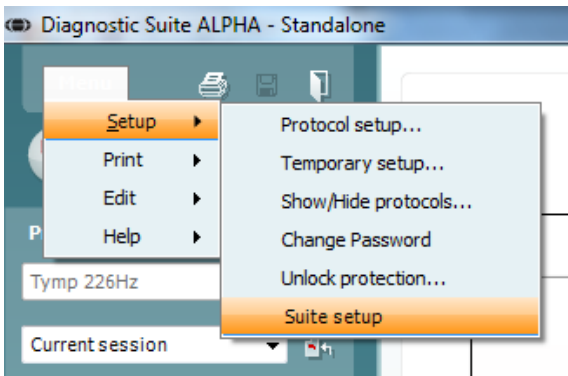 Diagnostic Suite ALPHA - Standalone
Menu
Setup
Protocol setup...
Print
Temporary setup...
Edit
Show/Hide protocols...
Help
Change Password
Unlock protection...
Suite setup
Tymp 226Hz
Current session